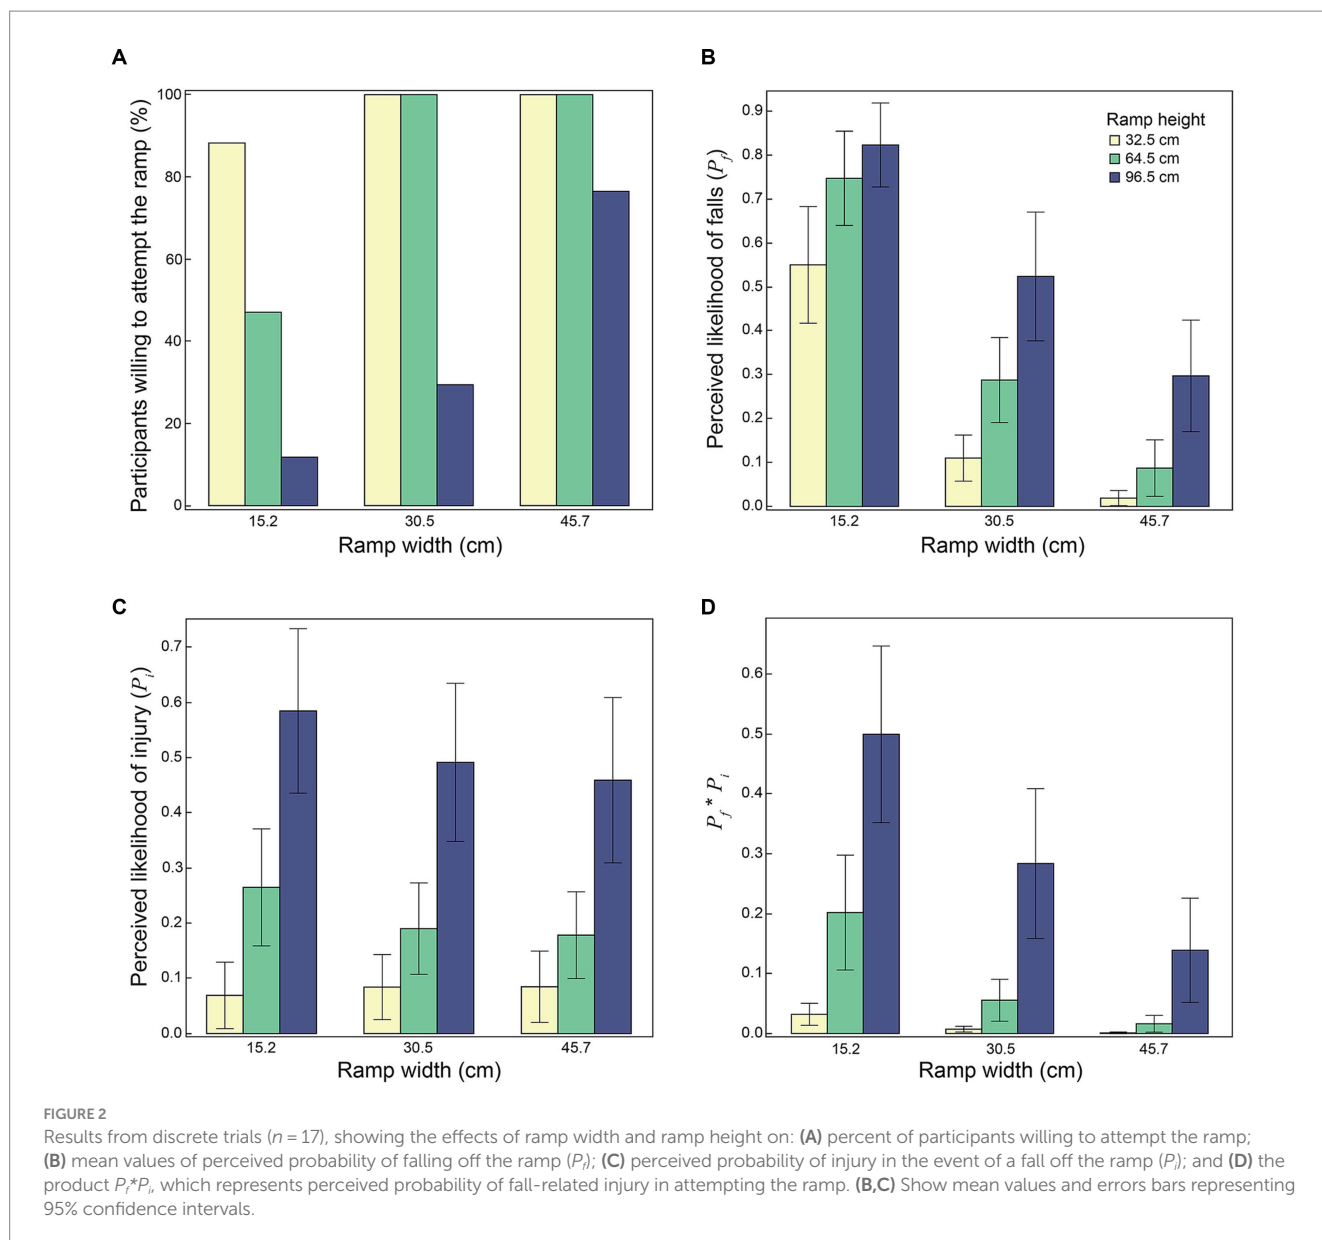 A
Participants willing to attempt the ramp (%)
100
80
60
40
20
0
15.2 30.5 45.7
Ramp width (cm)
B
Perceived likelihood of falls (Pf)
0.9
0.8
0.7
0.6
0.5
0.4
0.3
0.2
0.1
0.0
Ramp height
32.5 cm
64.5 cm
96.5 cm
15.2 30.5 45.7
Ramp width (cm)
C
Perceived likelihood of injury (Pi)
0.7
0.6
0.5
0.4
0.3
0.2
0.1
0.0
15.2 30.5 45.7
Ramp width (cm)
D
Pf * Pi
0.6
0.5
0.4
0.3
0.2
0.1
0.0
15.2 30.5 45.7
Ramp width (cm)
FIGURE 2
Results from discrete trials (n = 17), showing the effects of ramp width and ramp height on: (A) percent of participants willing to attempt the ramp;
(B) mean values of perceived probability of falling off the ramp (Pf); (C) perceived probability of injury in the event of a fall off the ramp (Pi); and (D) the
product Pf*Pi, which represents perceived probability of fall-related injury in attempting the ramp. (B,C) Show mean values and errors bars representing
95% confidence intervals.